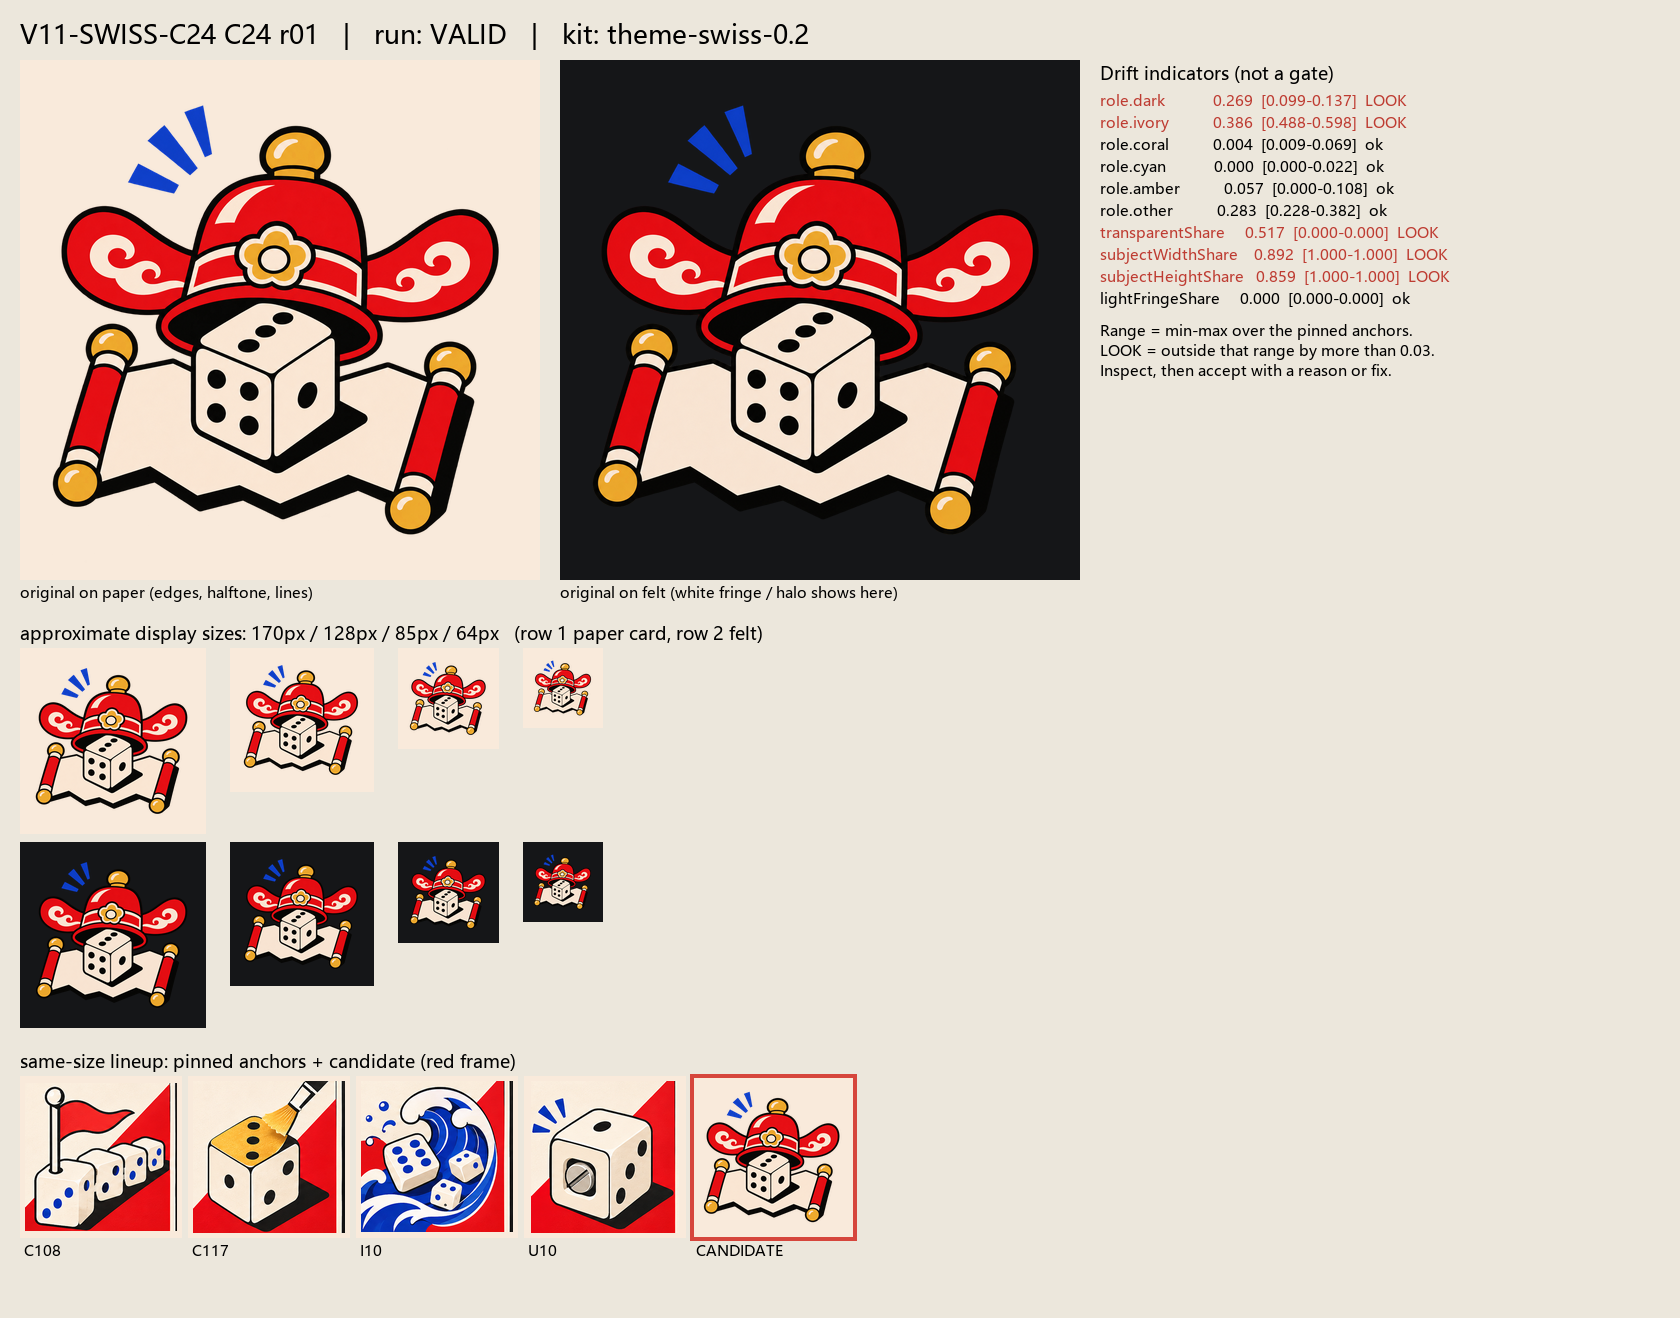 V11-SWISS-C24 C24 r01 | run: VALID | kit: theme-swiss-0.2
Drift indicators (not a gate)
role.dark 0.269 [0.099-0.137] LOOK
role.ivory 0.386 [0.488-0.598] LOOK
role.coral 0.004 [0.009-0.069] ok
role.cyan 0.000 [0.000-0.022] ok
role.amber 0.057 [0.000-0.108] ok
role.other 0.283 [0.228-0.382] ok
transparentShare 0.517 [0.000-0.000] LOOK
subjectWidthShare 0.892 [1.000-1.000] LOOK
subjectHeightShare 0.859 [1.000-1.000] LOOK
lightFringeShare 0.000 [0.000-0.000] ok
Range = min-max over the pinned anchors.
LOOK = outside that range by more than 0.03.
Inspect, then accept with a reason or fix.
original on paper (edges, halftone, lines)
original on felt (white fringe / halo shows here)
approximate display sizes: 170px / 128px / 85px / 64px (row 1 paper card, row 2 felt)
same-size lineup: pinned anchors + candidate (red frame)
C108
C117
I10
U10
CANDIDATE